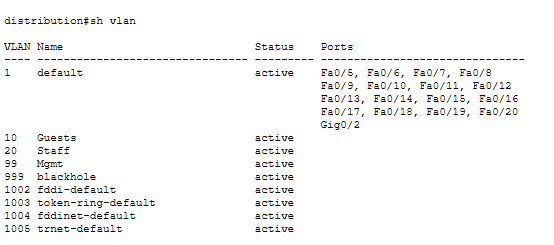 distribution#sh vlan
VLAN Name                             Status    Ports
---- -------------------------------- --------- -------------------------------
1    default                          active    Fa0/5, Fa0/6, Fa0/7, Fa0/8
                                                Fa0/9, Fa0/10, Fa0/11, Fa0/12
                                                Fa0/13, Fa0/14, Fa0/15, Fa0/16
                                                Fa0/17, Fa0/18, Fa0/19, Fa0/20
                                                Gig0/2
10   Guests                           active
20   Staff                            active
99   Mgmt                             active
999  blackhole                        active
1002 fddi-default                     active
1003 token-ring-default               active
1004 fddinet-default                  active
1005 trnet-default                    active